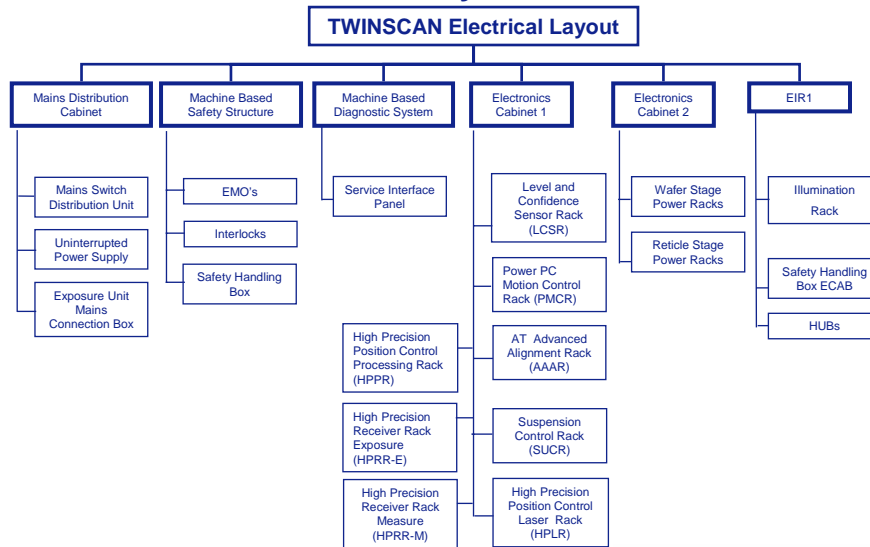 TWINSCAN Electrical Layout
Mains Distribution
Cabinet
Machine Based
Safety Structure
Machine Based
Diagnostic System
Electronics
Cabinet 1
Electronics
Cabinet 2
EIR1
Mains Switch
Distribution Unit
Uninterrupted
Power Supply
Exposure Unit
Mains
Connection Box
EMO's
Interlocks
Safety Handling
Box
Service Interface
Panel
Level and
Confidence
Sensor Rack
(LCSR)
Power PC
Motion Control
Rack (PMCR)
High Precision
Position Control
Processing Rack
(HPPR)
AT Advanced
Alignment Rack
(AAAR)
High Precision
Receiver Rack
Exposure
(HPRR-E)
Suspension
Control Rack
(SUCR)
High Precision
Receiver Rack
Measure
(HPRR-M)
High Precision
Position Control
Laser Rack
(HPLR)
Wafer Stage
Power Racks
Reticle Stage
Power Racks
Illumination
Rack
Safety Handling
Box ECAB
HUBs